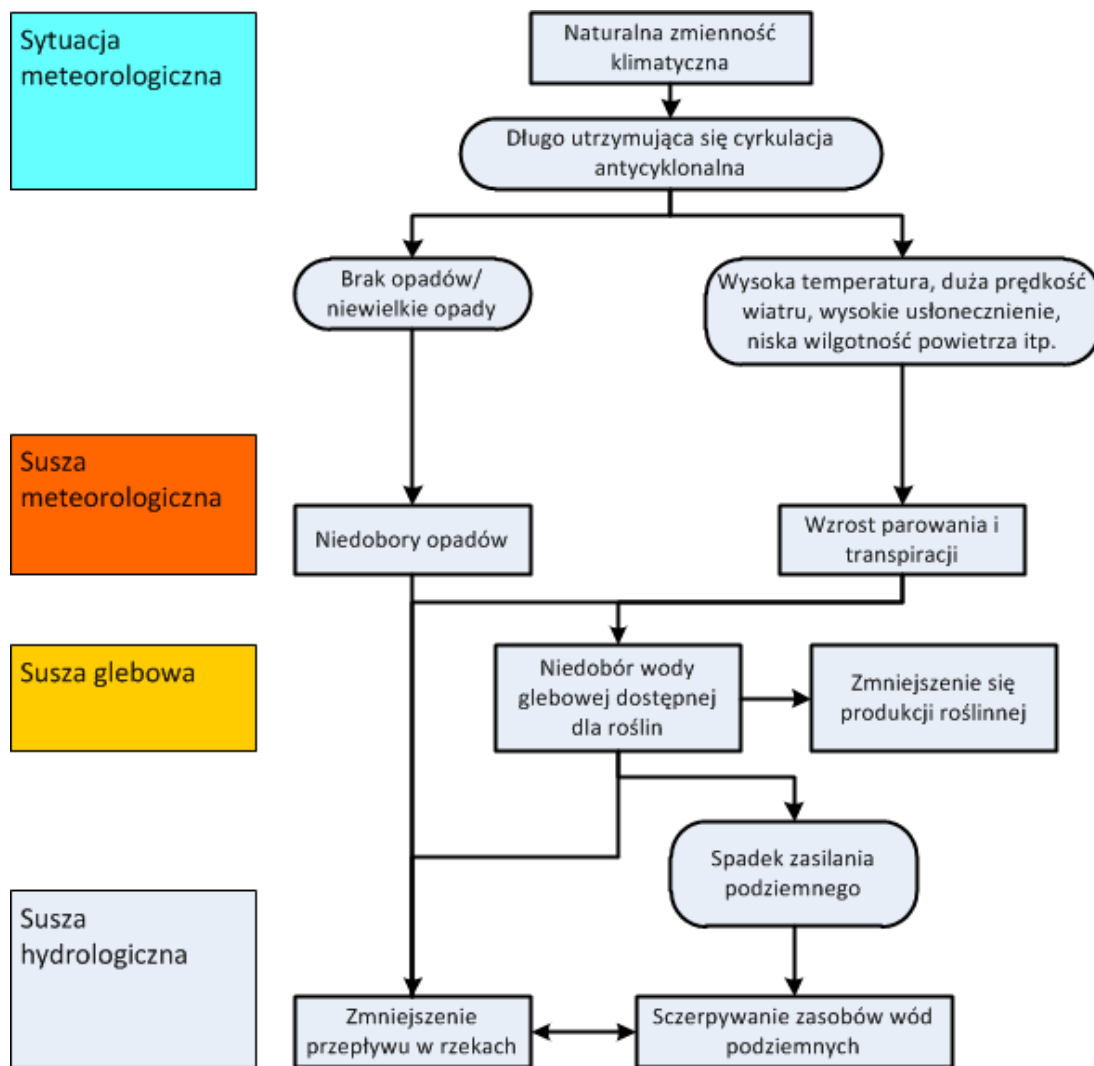 Sytuacja
meteorologiczna
Naturalna zmienność
klimatyczna
Długo utrzymująca się cyrkulacja
antycyklonalna
Brak opadów/
niewielkie opady
Wysoka temperatura, duża prędkość
wiatru, wysokie usłonecznienie,
niska wilgotność powietrza itp.
Susza
meteorologiczna
Niedobory opadów
Wzrost parowania i
transpiracji
Susza glebowa
Niedobór wody
glebowej dostępnej
dla roślin
Zmniejszenie się
produkcji roślinnej
Spadek zasilania
podziemnego
Susza
hydrologiczna
Zmniejszenie
przepływu w rzekach
Sczerpywanie zasobów wód
podziemnych